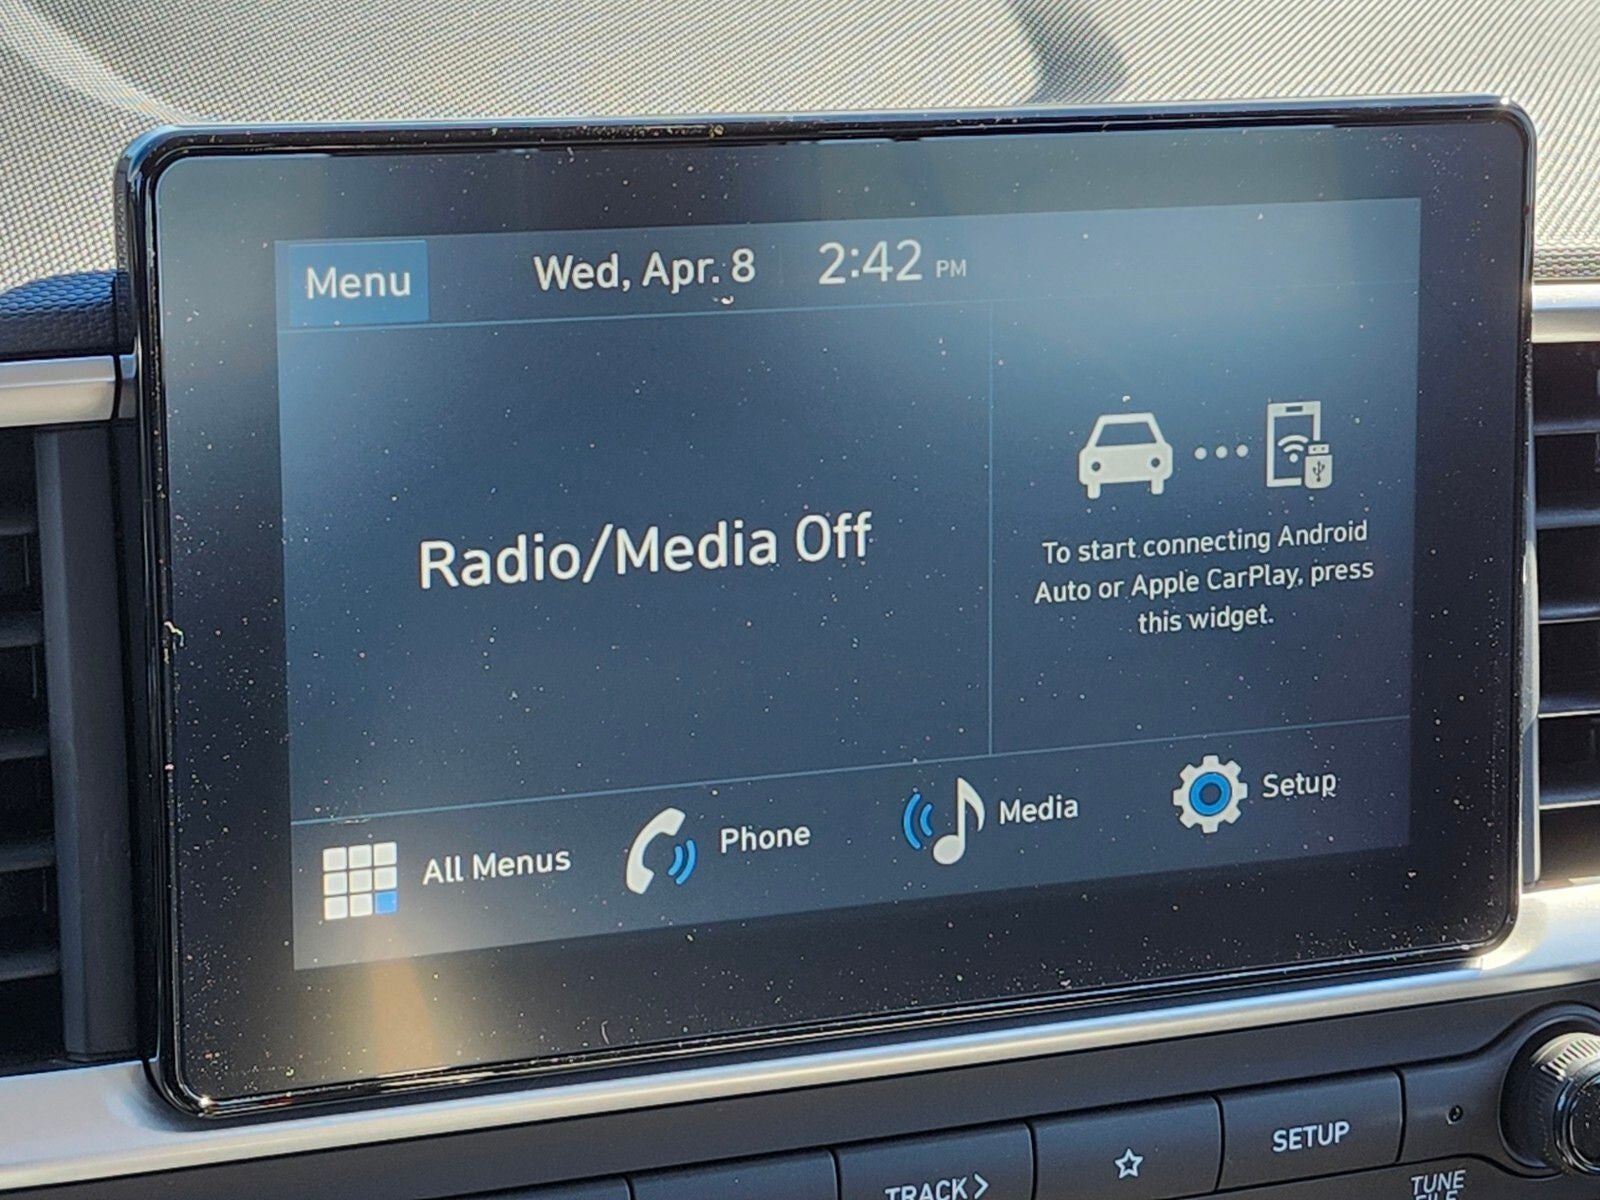 Menu Wed, Apr. 8 2:42 PM
Radio/Media Off
To start connecting Android
Auto or Apple CarPlay, press
this widget.
All Menus Phone Media Setup
TRACK > SETUP
TUNE
FILE